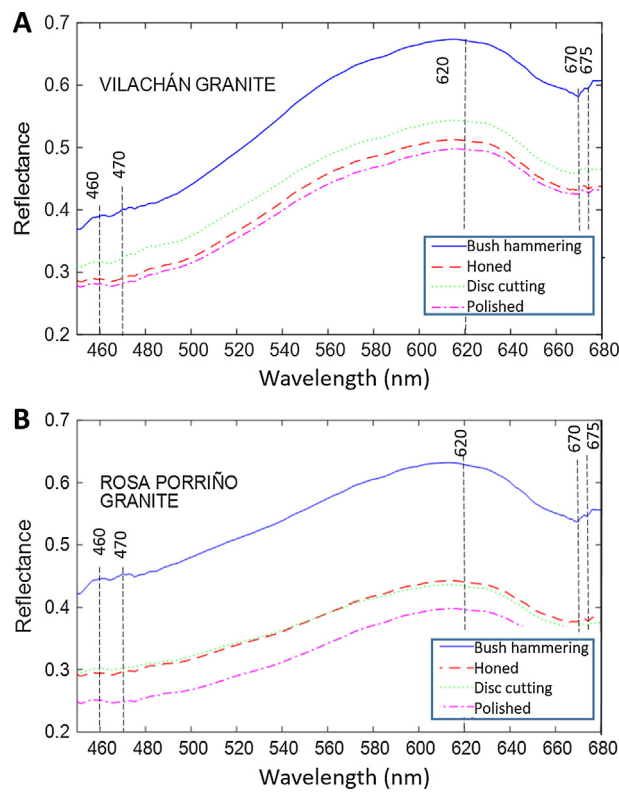 A
VILACHÁN GRANITE
460
470
620
670
675
Reflectance
0.7
0.6
0.5
0.4
0.3
0.2
Bush hammering
Honed
Disc cutting
Polished
460 480 500 520 540 560 580 600 620 640 660 680
Wavelength (nm)
B
ROSA PORRIÑO
GRANITE
460
470
620
670
675
Reflectance
0.7
0.6
0.5
0.4
0.3
0.2
Bush hammering
Honed
Disc cutting
Polished
460 480 500 520 540 560 580 600 620 640 660 680
Wavelength (nm)